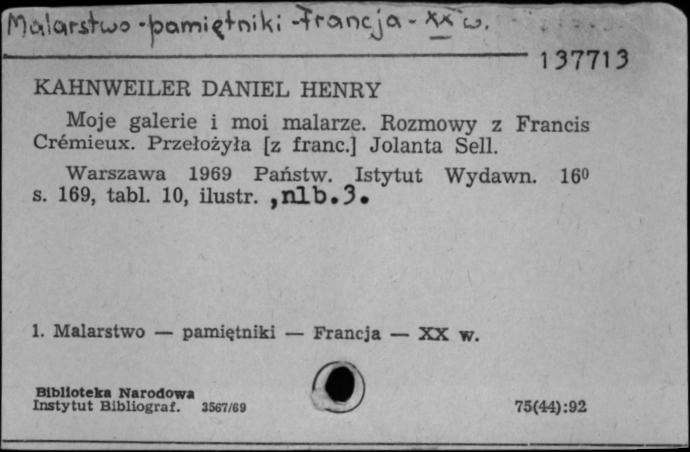 Malarstwo - pamiętniki - Francja - XX w.
137713
KAHNWEILER DANIEL HENRY
Moje galerie i moi malarze. Rozmowy z Francis
Crémieux. Przełożyła [z franc.] Jolanta Sell.
Warszawa 1969 Państw. Istytut Wydawn. 16⁰
s. 169, tabl. 10, ilustr. , nlb. 3.
1. Malarstwo — pamiętniki — Francja — XX w.
Biblioteka Narodowa
Instytut Bibliograf. 3567/69
75(44):92